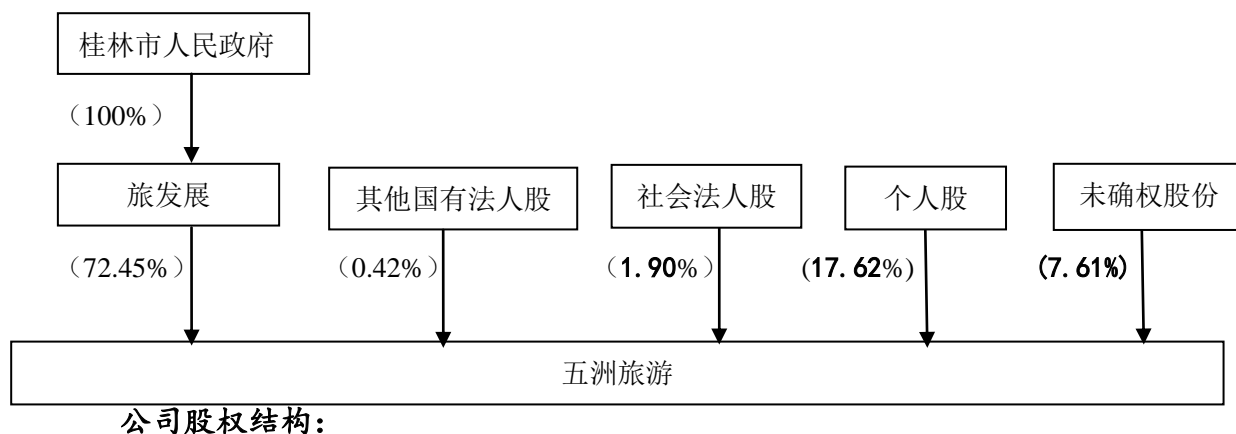 桂林市人民政府
（100%）
旅发展 其他国有法人股 社会法人股 个人股 未确权股份
（72.45%） (0.42%） （1.90%） (17.62%) (7.61%)
五洲旅游
公司股权结构：